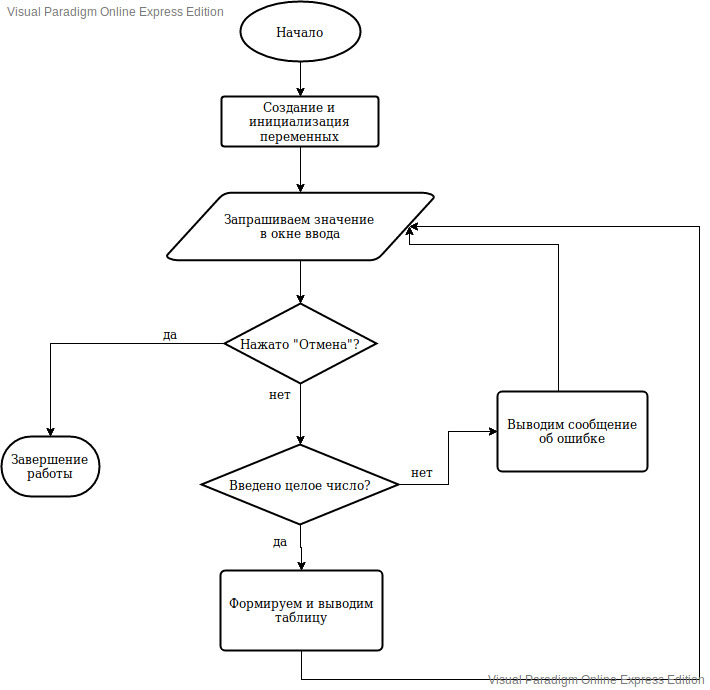 Visual Paradigm Online Express Edition
Начало
Создание и
инициализация
переменных
Запрашиваем значение
в окне ввода
да
Нажато "Отмена"?
нет
Выводим сообщение
об ошибке
Завершение
работы
Введено целое число?
нет
да
Формируем и выводим
таблицу
Visual Paradigm Online Express Edition